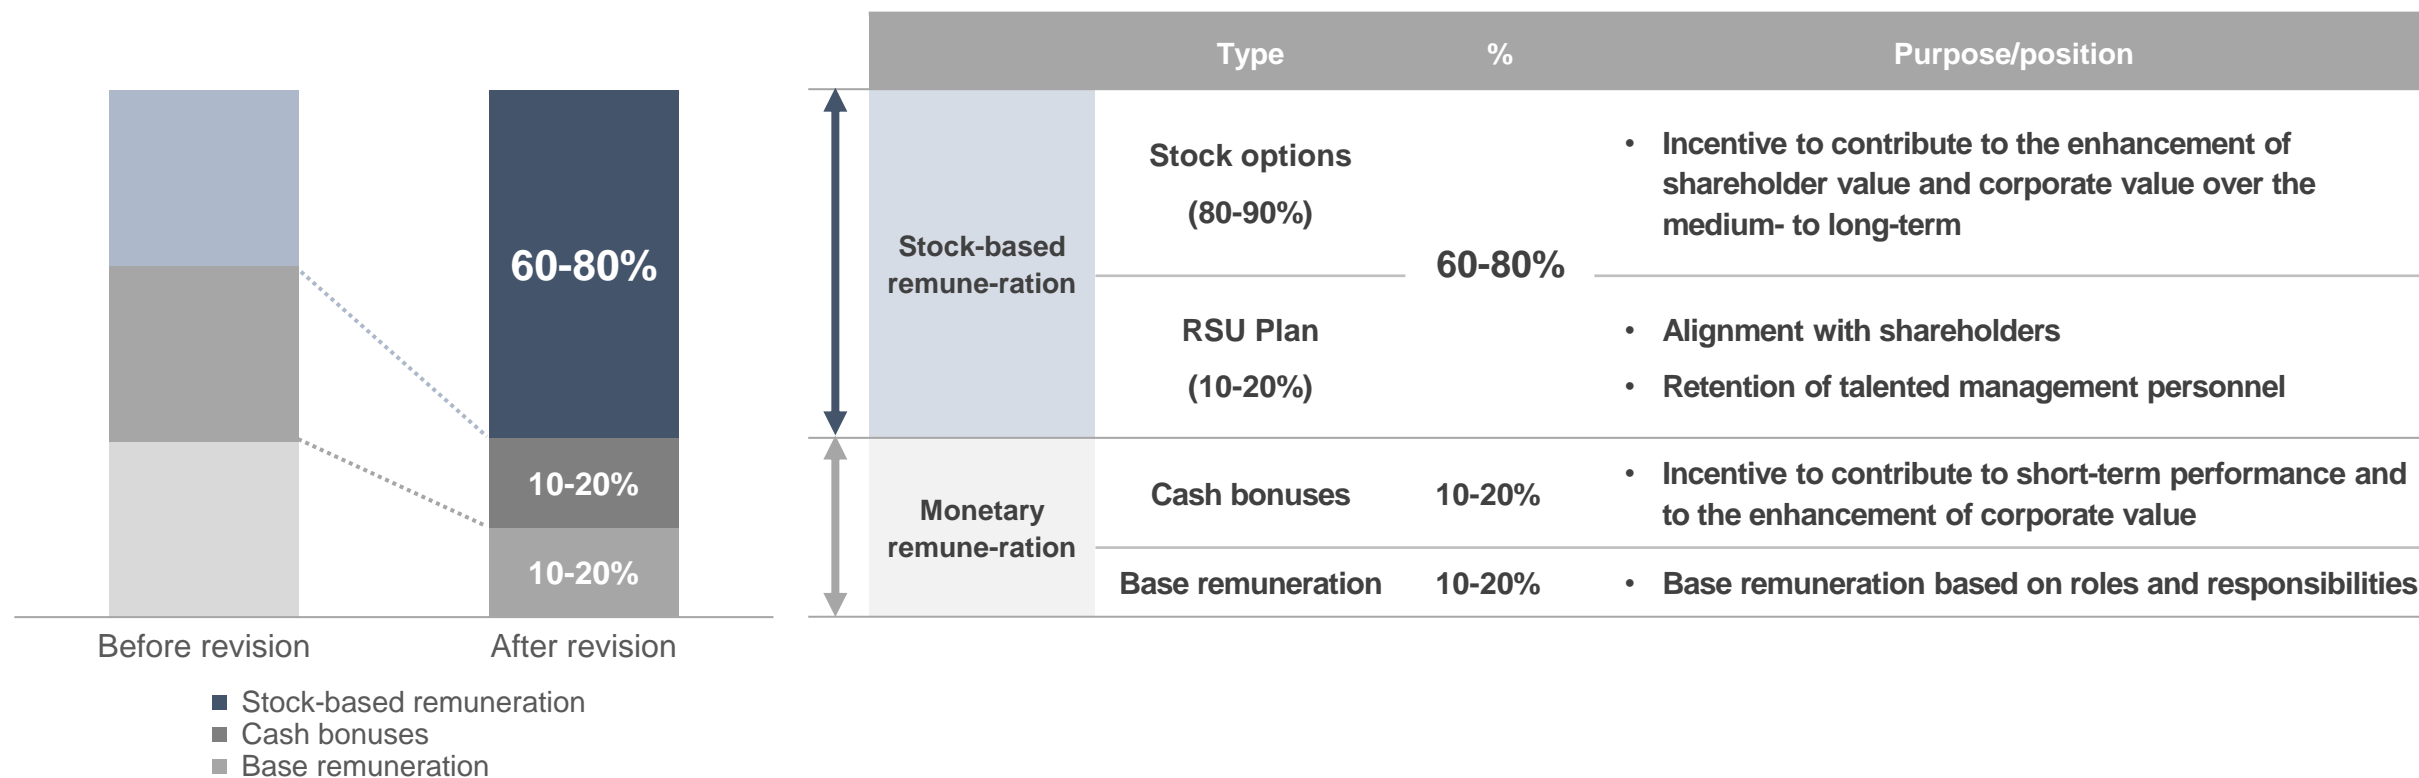 60-80%
10-20%
10-20%
Before revision
After revision
Stock-based remuneration
Cash bonuses
Base remuneration
Type
%
Purpose/position
Stock-based
remune-ration
Stock options
(80-90%)
60-80%
• Incentive to contribute to the enhancement of
shareholder value and corporate value over the
medium- to long-term
RSU Plan
(10-20%)
• Alignment with shareholders
• Retention of talented management personnel
Monetary
remune-ration
Cash bonuses
10-20%
• Incentive to contribute to short-term performance and
to the enhancement of corporate value
Base remuneration
10-20%
• Base remuneration based on roles and responsibilities